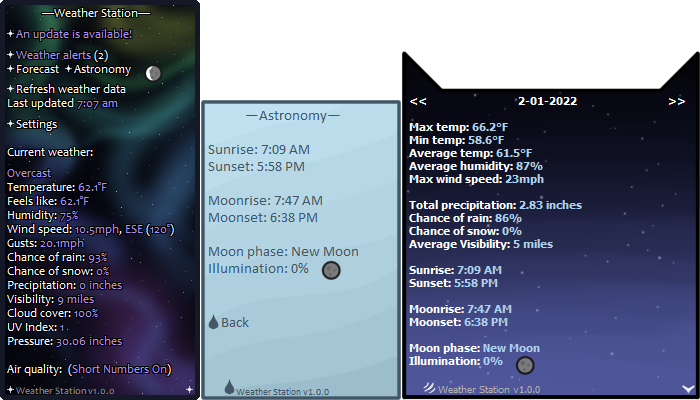 —Weather Station—
An update is available!
Weather alerts (2)
Forecast Astronomy
Refresh weather data
Last updated 7:07 am
Settings
Current weather:
Overcast
Temperature: 62.1°F
Feels like: 62.1°F
Humidity: 75%
Wind speed: 10.5mph, ESE (120°)
Gusts: 20.1mph
Chance of rain: 93%
Chance of snow: 0%
Precipitation: 0 inches
Visibility: 9 miles
Cloud cover: 100%
UV Index: 1
Pressure: 30.06 inches
Air quality: (Short Numbers On)
Weather Station v1.0.0
—Astronomy—
Sunrise: 7:09 AM
Sunset: 5:58 PM
Moonrise: 7:47 AM
Moonset: 6:38 PM
Moon phase: New Moon
Illumination: 0%
Back
Weather Station v1.0.0
<< 2-01-2022 >>
Max temp: 66.2°F
Min temp: 58.6°F
Average temp: 61.5°F
Average humidity: 87%
Max wind speed: 23mph
Total precipitation: 2.83 inches
Chance of rain: 86%
Chance of snow: 0%
Average Visibility: 5 miles
Sunrise: 7:09 AM
Sunset: 5:58 PM
Moonrise: 7:47 AM
Moonset: 6:38 PM
Moon phase: New Moon
Illumination: 0%
Weather Station v1.0.0